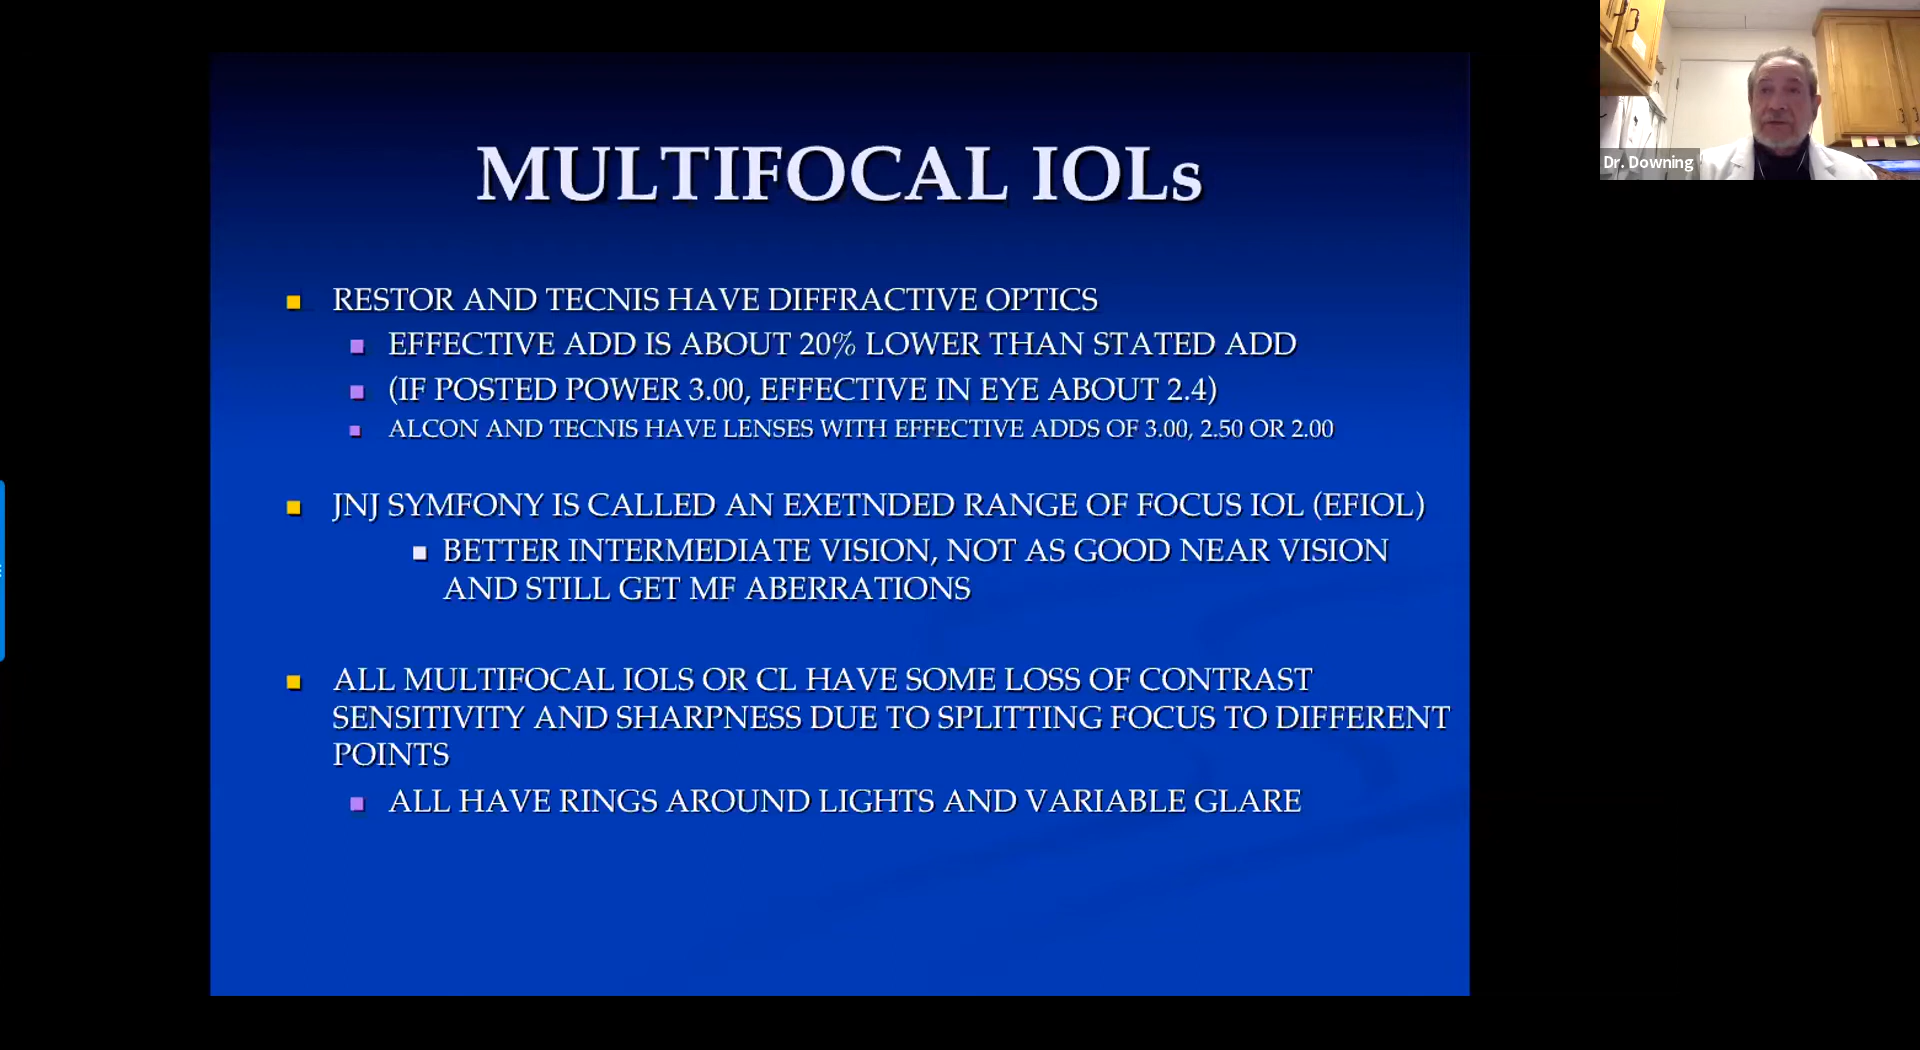 MULTIFOCAL IOLs
RESTOR AND TECNIS HAVE DIFFRACTIVE OPTICS
EFFECTIVE ADD IS ABOUT 20% LOWER THAN STATED ADD
(IF POSTED POWER 3.00, EFFECTIVE IN EYE ABOUT 2.4)
ALCON AND TECNIS HAVE LENSES WITH EFFECTIVE ADDS OF 3.00, 2.50 OR 2.00
JNJ SYMFONY IS CALLED AN EXETNDED RANGE OF FOCUS IOL (EFIOL)
BETTER INTERMEDIATE VISION, NOT AS GOOD NEAR VISION
AND STILL GET MF ABERRATIONS
ALL MULTIFOCAL IOLS OR CL HAVE SOME LOSS OF CONTRAST
SENSITIVITY AND SHARPNESS DUE TO SPLITTING FOCUS TO DIFFERENT
POINTS
ALL HAVE RINGS AROUND LIGHTS AND VARIABLE GLARE
Dr. Downing